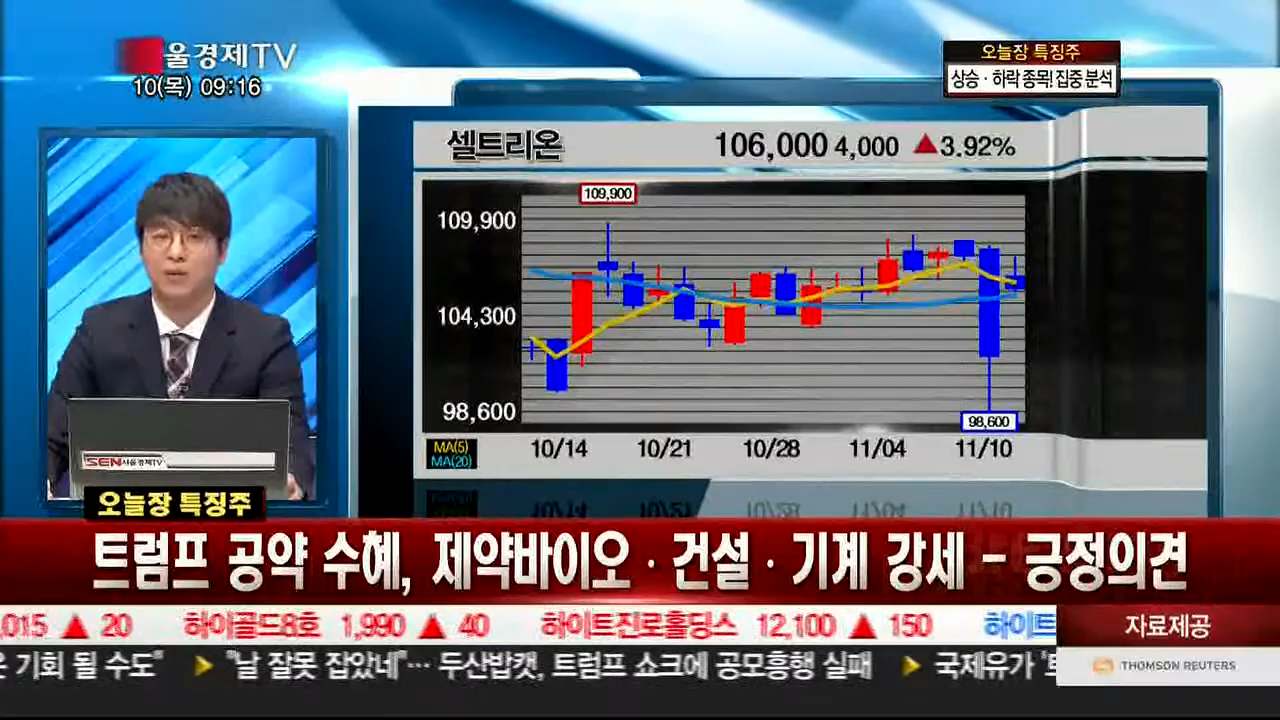 울경제TV
10(목) 09:16
오늘장 특징주
상승 · 하락 종목! 집중 분석
셀트리온 106,000 4,000 ▲3.92%
109,900
109,900
104,300
98,600
98,600
MA(5)
MA(20)
10/14 10/21 10/28 11/04 11/10
SEN서울경제TV
오늘장 특징주
트럼프 공약 수혜, 제약바이오 · 건설 · 기계 강세 - 긍정의견
,015 ▲ 20 하이골드8호 1,990 ▲ 40 하이트진로홀딩스 12,100 ▲ 150 하이트
자료제공
기회 될 수도" "날 잘못 잡았네"… 두산밥캣, 트럼프 쇼크에 공모흥행 실패 국제유가
THOMSON REUTERS